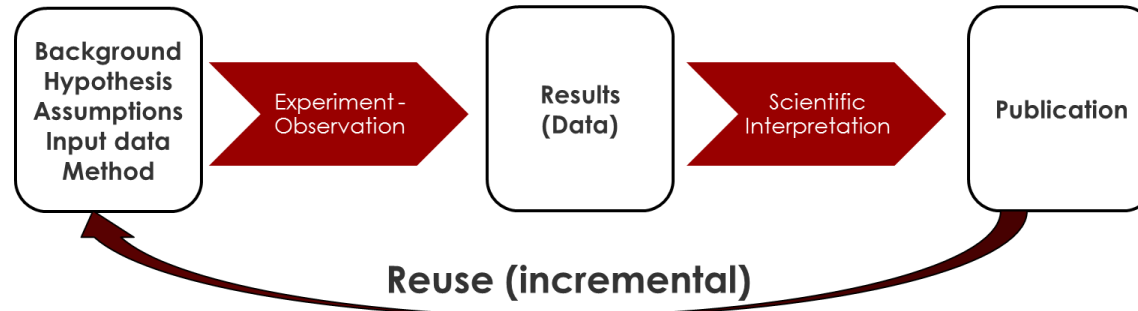 Background
Hypothesis
Assumptions
Input data
Method
Experiment -
Observation
Results
(Data)
Scientific
Interpretation
Publication
Reuse (incremental)